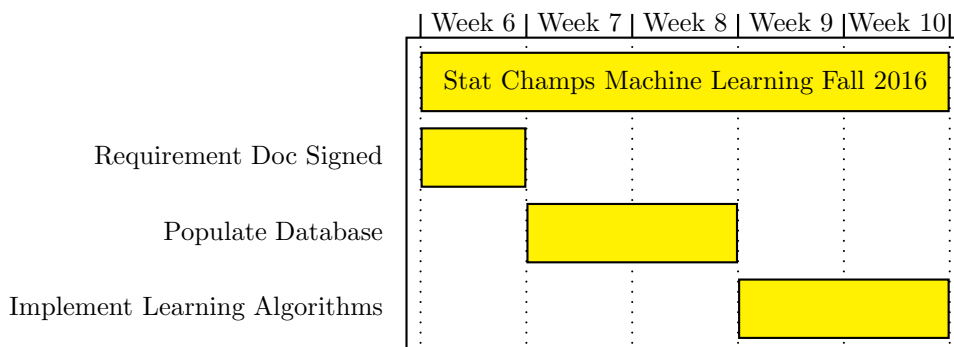 Week 6 Week 7 Week 8 Week 9 Week 10
Stat Champs Machine Learning Fall 2016
Requirement Doc Signed
Populate Database
Implement Learning Algorithms